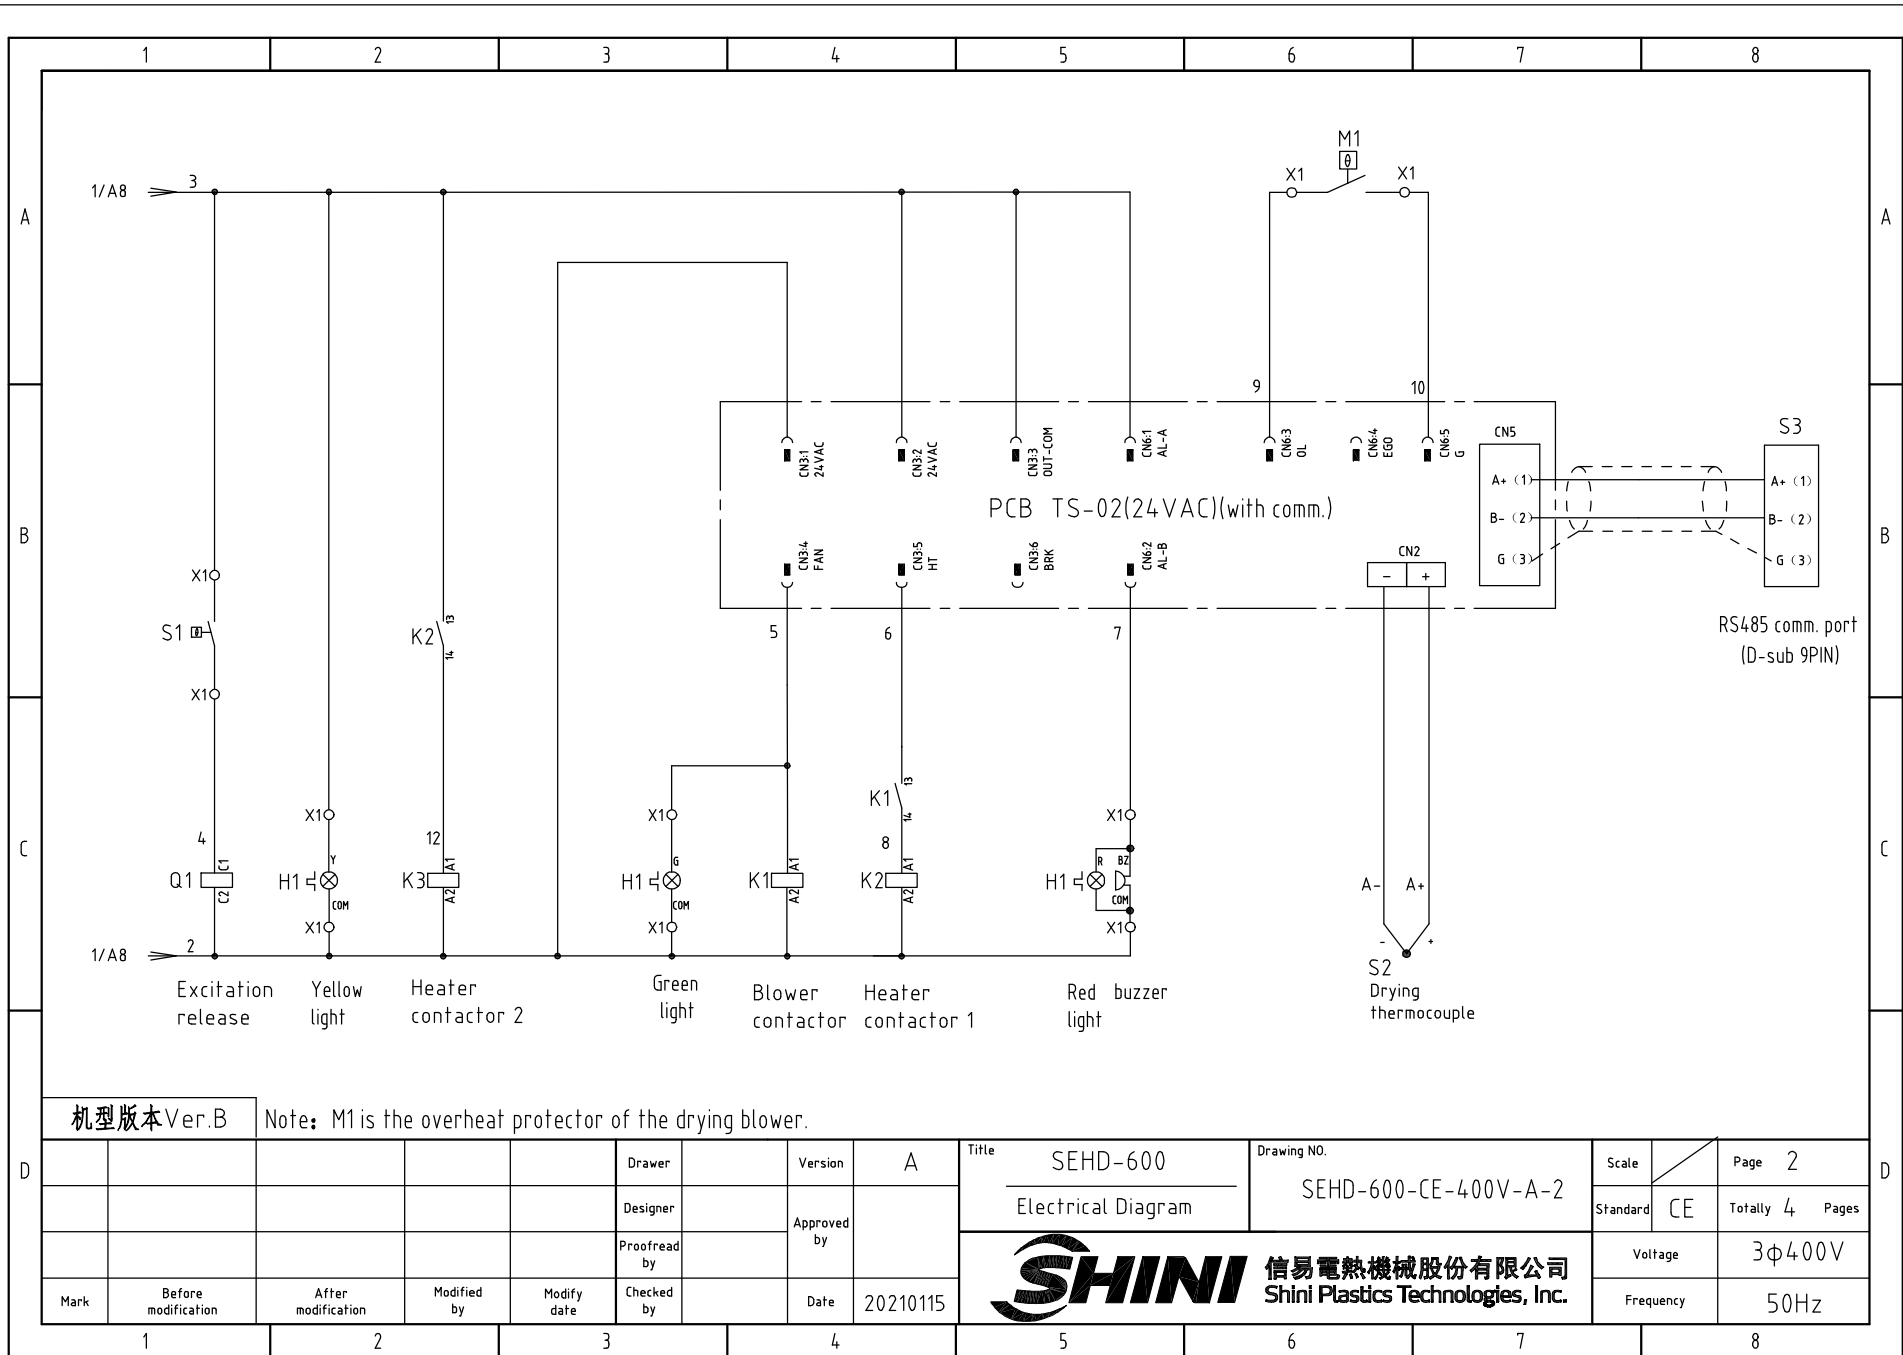 1 2 3 4 5 6 7 8
M1
θ
X1 X1
1/A8 3
A A
9 10
S3
CN5
CN3:1
24VAC
CN3:2
24VAC
CN3:3
OUT-COM
CN6:1
AL-A
CN6:3
OL
CN6:4
EGO
CN6:5
G
A+ (1) A+ (1)
PCB TS-02(24VAC)(with comm.)
B- (2) B- (2)
B B
CN3:4
FAN
CN3:5
HT
CN3:6
BRK
CN6:2
AL-B
CN2
- +
G (3) G (3)
X1
S1 θ
K2 13
14
5 6 7
RS485 comm. port
(D-sub 9PIN)
X1
K1 13
14
X1 X1 X1
4 12 8
C C
Q1 C1
C2
H1 Y
COM
K3 A1
A2
H1 G
COM
K1 A1
A2
K2 A1
A2
H1 R BZ
COM
A- A+
X1 X1 X1
1/A8 2
- +
S2
Drying
thermocouple
Excitation
release
Yellow
light
Heater
contactor 2
Green
light
Blower
contactor
Heater
contactor 1
Red buzzer
light
机型版本Ver.B Note: M1 is the overheat protector of the drying blower.
D D
Drawer Version A
Designer
Approved
by
Proofread
by
Mark
Before
modification
After
modification
Modified
by
Modify
date
Checked
by
Date 20210115
Title SEHD-600
Electrical Diagram
Drawing NO.
SEHD-600-CE-400V-A-2
Scale Page 2
Standard CE Totally 4 Pages
Voltage 3φ400V
Frequency 50Hz
SHINI
信易電熱機械股份有限公司
Shini Plastics Technologies, Inc.
1 2 3 4 5 6 7 8